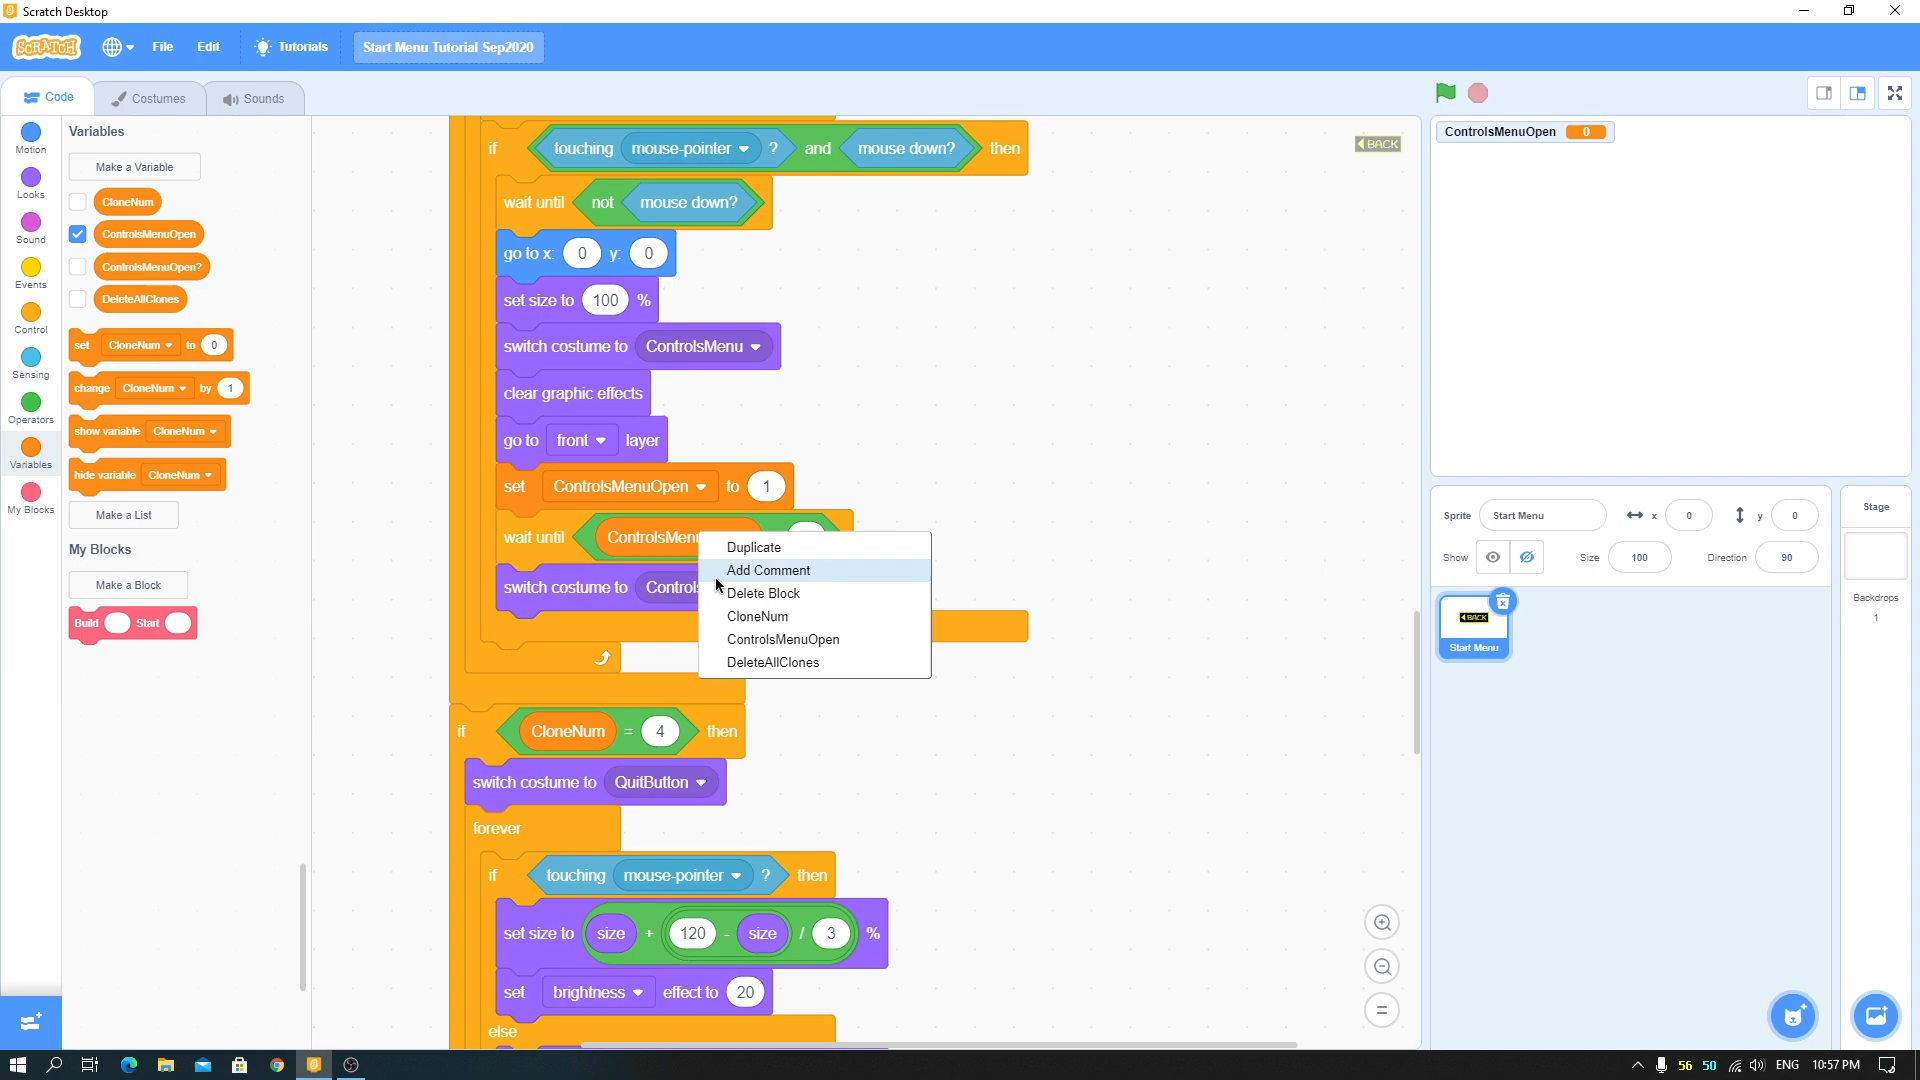 Scratch Desktop
SCRATCH File Edit Tutorials Start Menu Tutorial Sep2020
Code Costumes Sounds
Motion
Looks
Sound
Events
Control
Sensing
Operators
Variables
My Blocks
Variables
Make a Variable
CloneNum
ControlsMenuOpen
ControlsMenuOpen?
DeleteAllClones
set CloneNum to 0
change CloneNum by 1
show variable CloneNum
hide variable CloneNum
Make a List
My Blocks
Make a Block
Build Start
if touching mouse-pointer ? and mouse down? then
wait until not mouse down?
go to x: 0 y: 0
set size to 100 %
switch costume to ControlsMenu
clear graphic effects
go to front layer
set ControlsMenuOpen to 1
wait until ControlsMenu
switch costume to Controls
Duplicate
Add Comment
Delete Block
CloneNum
ControlsMenuOpen
DeleteAllClones
if CloneNum = 4 then
switch costume to QuitButton
forever
if touching mouse-pointer ? then
set size to size + 120 - size / 3 %
set brightness effect to 20
else
BACK
ControlsMenuOpen 0
Sprite Start Menu x 0 y 0
Show Size 100 Direction 90
BACK
Start Menu
Stage
Backdrops
1
56 50 ENG 10:57 PM